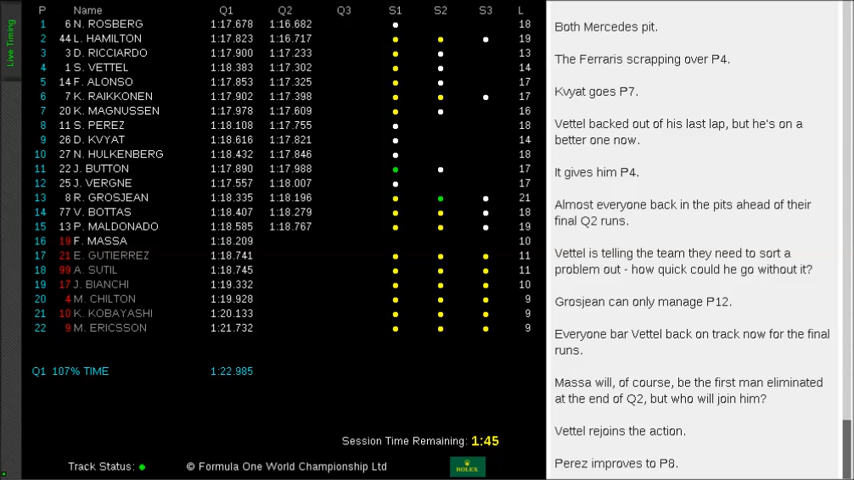 Live Timing
P Name Q1 Q2 Q3 S1 S2 S3 L
1 6 N. ROSBERG 1:17.678 1:16.682 18
2 44 L. HAMILTON 1:17.823 1:16.717 19
3 3 D. RICCIARDO 1:17.900 1:17.233 13
4 1 S. VETTEL 1:18.383 1:17.302 14
5 14 F. ALONSO 1:17.853 1:17.325 17
6 7 K. RAIKKONEN 1:17.902 1:17.398 17
7 20 K. MAGNUSSEN 1:17.978 1:17.609 16
8 11 S. PEREZ 1:18.108 1:17.755 18
9 26 D. KVYAT 1:18.616 1:17.821 14
10 27 N. HULKENBERG 1:18.432 1:17.846 18
11 22 J. BUTTON 1:17.890 1:17.988 17
12 25 J. VERGNE 1:17.557 1:18.007 17
13 8 R. GROSJEAN 1:18.335 1:18.196 21
14 77 V. BOTTAS 1:18.407 1:18.279 18
15 13 P. MALDONADO 1:18.585 1:18.767 19
16 19 F. MASSA 1:18.209 10
17 21 E. GUTIERREZ 1:18.741 11
18 99 A. SUTIL 1:18.745 11
19 17 J. BIANCHI 1:19.332 10
20 4 M. CHILTON 1:19.928 9
21 10 K. KOBAYASHI 1:20.133 9
22 9 M. ERICSSON 1:21.732 9
Q1 107% TIME 1:22.985
Session Time Remaining: 1:45
Track Status: © Formula One World Championship Ltd
ROLEX
Both Mercedes pit.
The Ferraris scrapping over P4.
Kvyat goes P7.
Vettel backed out of his last lap, but he's on a
better one now.
It gives him P4.
Almost everyone back in the pits ahead of their
final Q2 runs.
Vettel is telling the team they need to sort a
problem out - how quick could he go without it?
Grosjean can only manage P12.
Everyone bar Vettel back on track now for the final
runs.
Massa will, of course, be the first man eliminated
at the end of Q2, but who will join him?
Vettel rejoins the action.
Perez improves to P8.